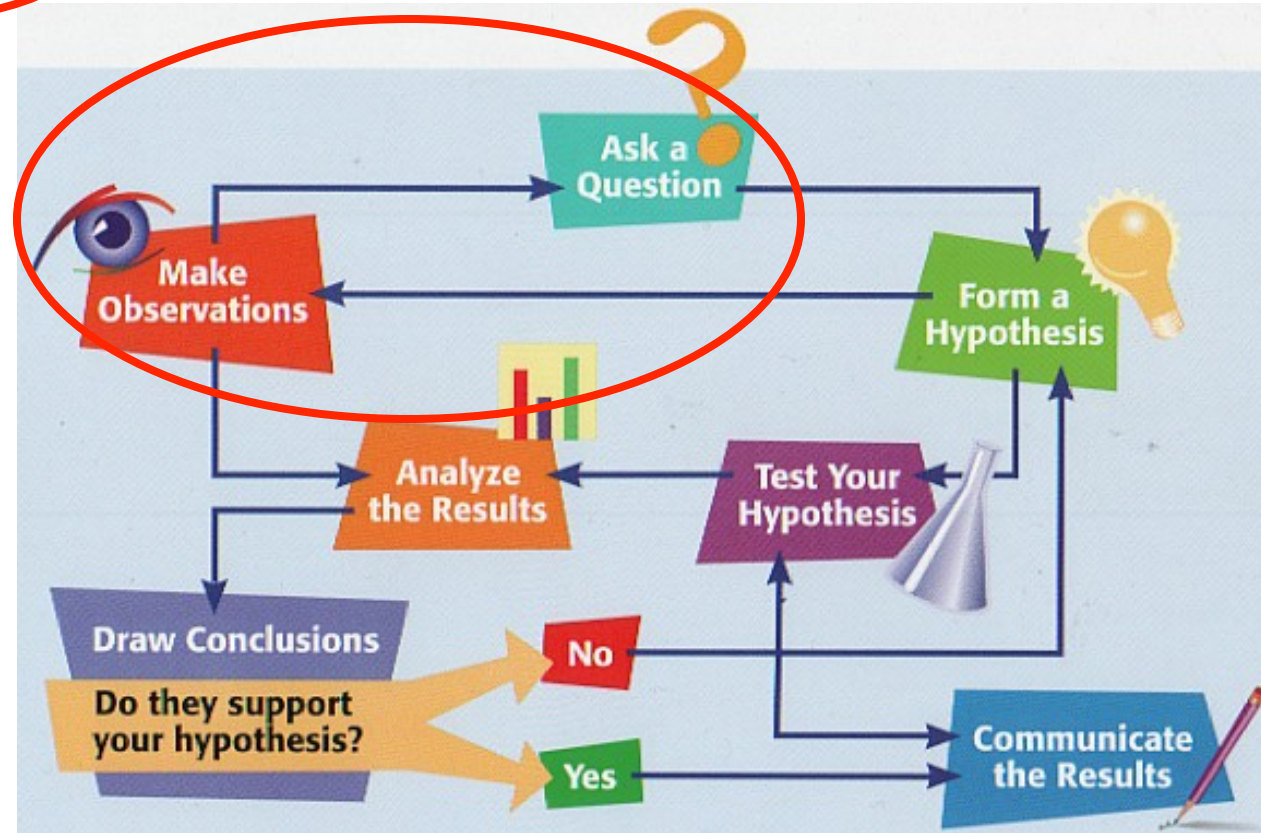 Ask a
Question
Make
Observations
Form a
Hypothesis
Analyze
the Results
Test Your
Hypothesis
Draw Conclusions
Do they support
your hypothesis?
No
Yes
Communicate
the Results